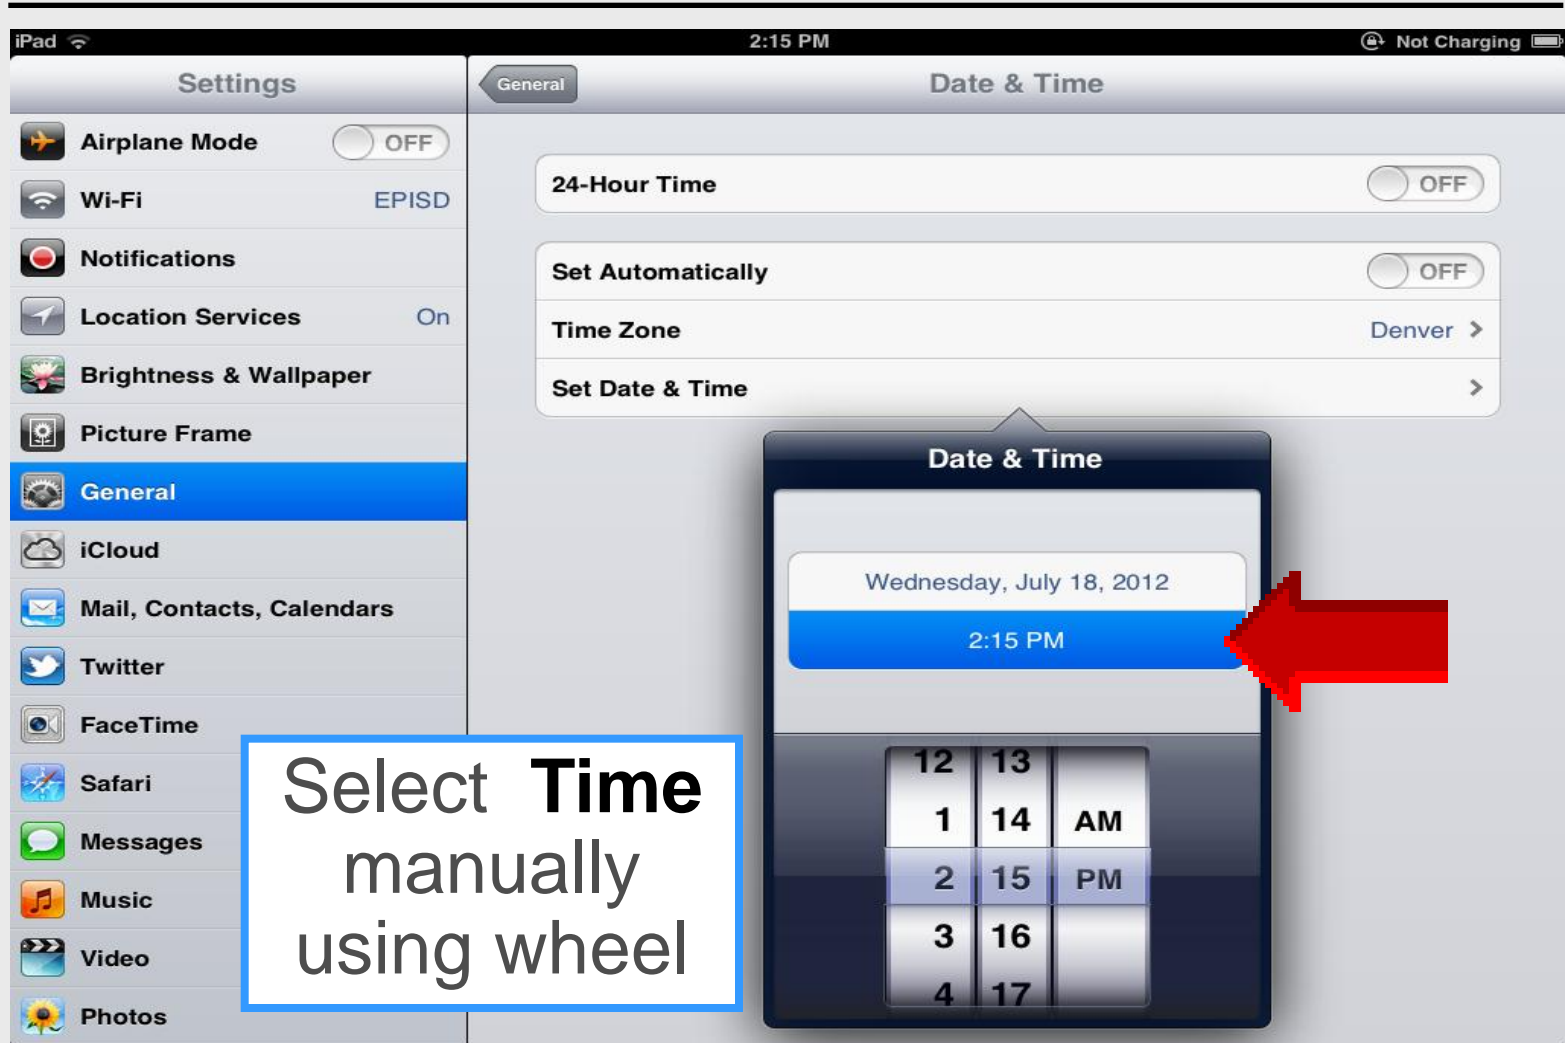 iPad 2:15 PM Not Charging
Settings
General Date & Time
Airplane Mode OFF
Wi-Fi EPISD
Notifications
Location Services On
Brightness & Wallpaper
Picture Frame
General
iCloud
Mail, Contacts, Calendars
Twitter
FaceTime
Safari
Messages
Music
Video
Photos
24-Hour Time OFF
Set Automatically OFF
Time Zone Denver
Set Date & Time
Date & Time
Wednesday, July 18, 2012
2:15 PM
12 13
1 14 AM
2 15 PM
3 16
4 17
Select Time
manually
using wheel